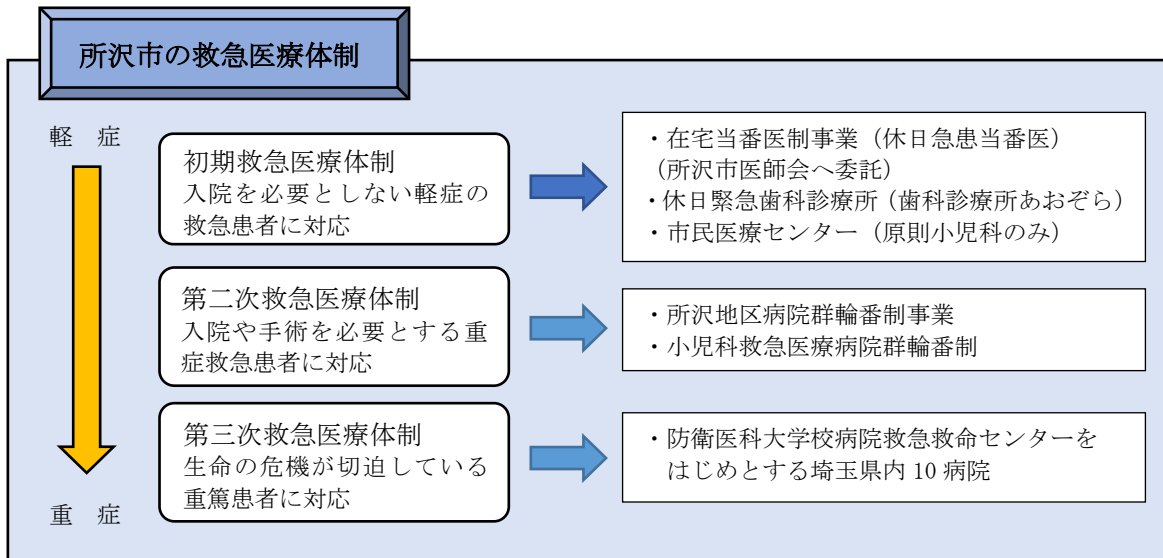 所沢市の救急医療体制
軽　症
初期救急医療体制
入院を必要としない軽症の
救急患者に対応
・在宅当番医制事業（休日急患当番医）
（所沢市医師会へ委託）
・休日緊急歯科診療所（歯科診療所あおぞら）
・市民医療センター（原則小児科のみ）
第二次救急医療体制
入院や手術を必要とする重
症救急患者に対応
・所沢地区病院群輪番制事業
・小児科救急医療病院群輪番制
第三次救急医療体制
生命の危機が切迫している
重篤患者に対応
・防衛医科大学校病院救急救命センターを
はじめとする埼玉県内 10 病院
重　症